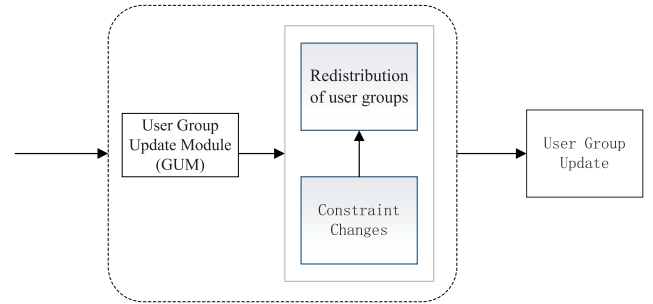 User Group
Update Module
(GUM)
Redistribution
of user groups
Constraint
Changes
User Group
Update